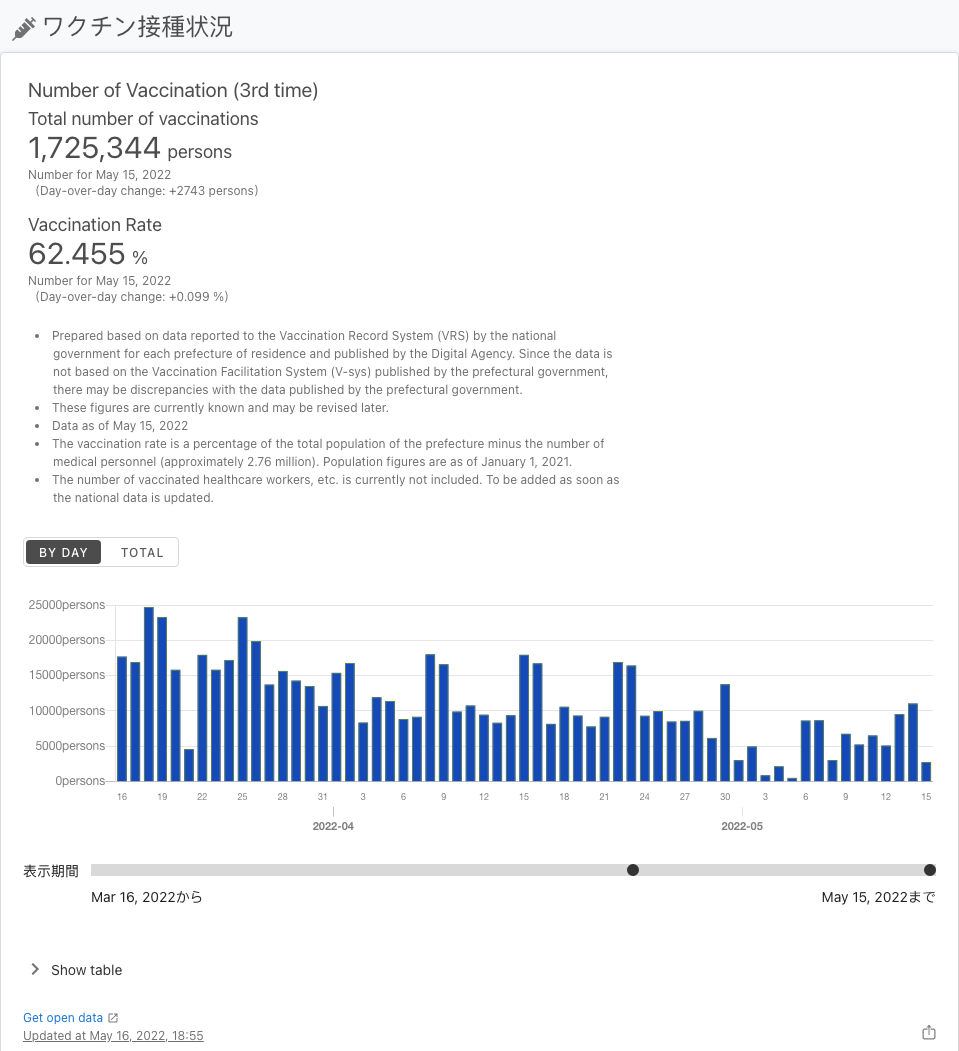 ワクチン接種状況
Number of Vaccination (3rd time)
Total number of vaccinations
1,725,344 persons
Number for May 15, 2022
(Day-over-day change: +2743 persons)
Vaccination Rate
62.455 %
Number for May 15, 2022
(Day-over-day change: +0.099 %)
• Prepared based on data reported to the Vaccination Record System (VRS) by the national
government for each prefecture of residence and published by the Digital Agency. Since the data is
not based on the Vaccination Facilitation System (V-sys) published by the prefectural government,
there may be discrepancies with the data published by the prefectural government.
• These figures are currently known and may be revised later.
• Data as of May 15, 2022
• The vaccination rate is a percentage of the total population of the prefecture minus the number of
medical personnel (approximately 2.76 million). Population figures are as of January 1, 2021.
• The number of vaccinated healthcare workers, etc. is currently not included. To be added as soon as
the national data is updated.
BY DAY TOTAL
25000persons
20000persons
15000persons
10000persons
5000persons
0persons
16 19 22 25 28 31 3 6 9 12 15 18 21 24 27 30 3 6 9 12 15
2022-04 2022-05
表示期間
Mar 16, 2022から May 15, 2022まで
Show table
Get open data
Updated at May 16, 2022, 18:55